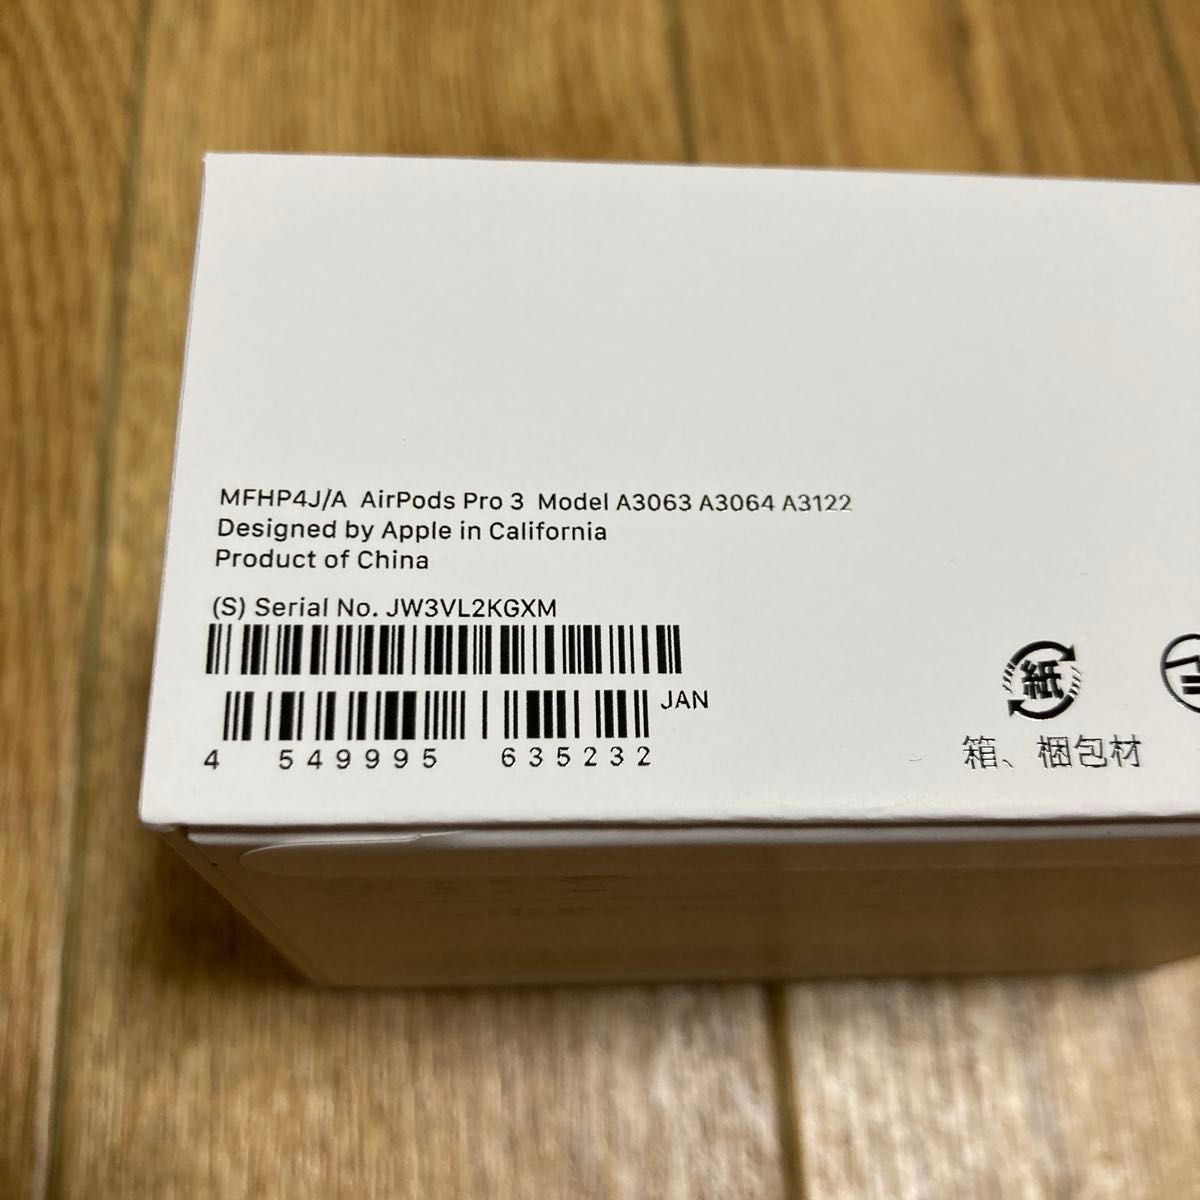 MFHP4J/A AirPods Pro 3 Model A3063 A3064 A3122
Designed by Apple in California
Product of China
(S) Serial No. JW3VL2KGXM
JAN
4 549995 635232
紙
箱、梱包材